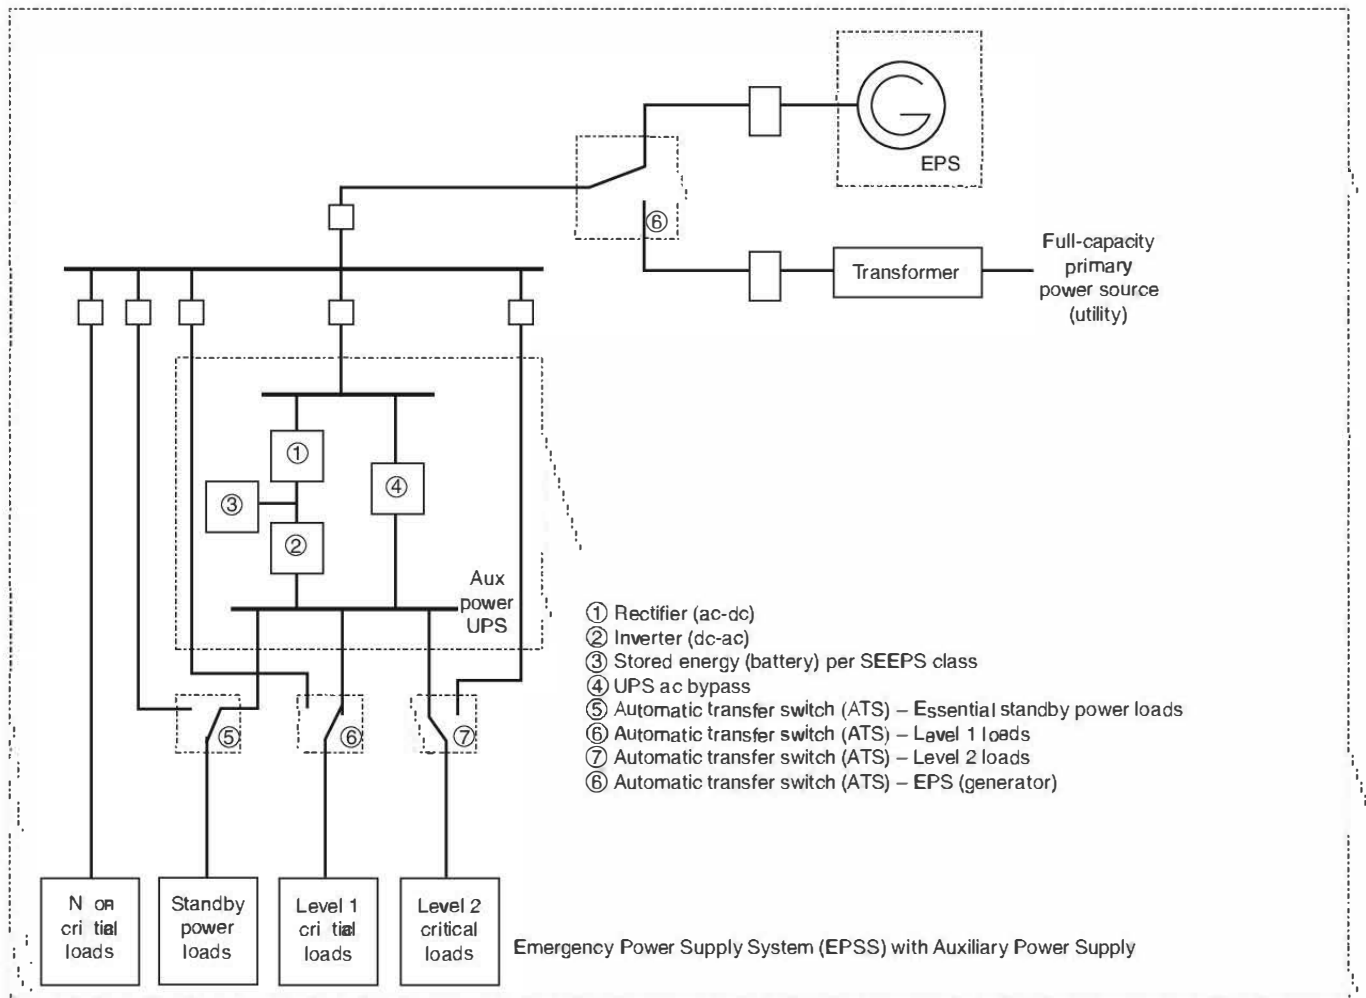 G
EPS
⑥
Full-capacity
primary
power source
(utility)
Transformer
①
④
③
②
Aux
power
UPS
① Rectifier (ac-dc)
② Inverter (dc-ac)
③ Stored energy (battery) per SEEPS class
④ UPS ac bypass
⑤ Automatic transfer switch (ATS) – Essential standby power loads
⑥ Automatic transfer switch (ATS) – Level 1 loads
⑦ Automatic transfer switch (ATS) – Level 2 loads
⑥ Automatic transfer switch (ATS) – EPS (generator)
⑤
⑥
⑦
Non
critical
loads
Standby
power
loads
Level 1
critical
loads
Level 2
critical
loads
Emergency Power Supply System (EPSS) with Auxiliary Power Supply